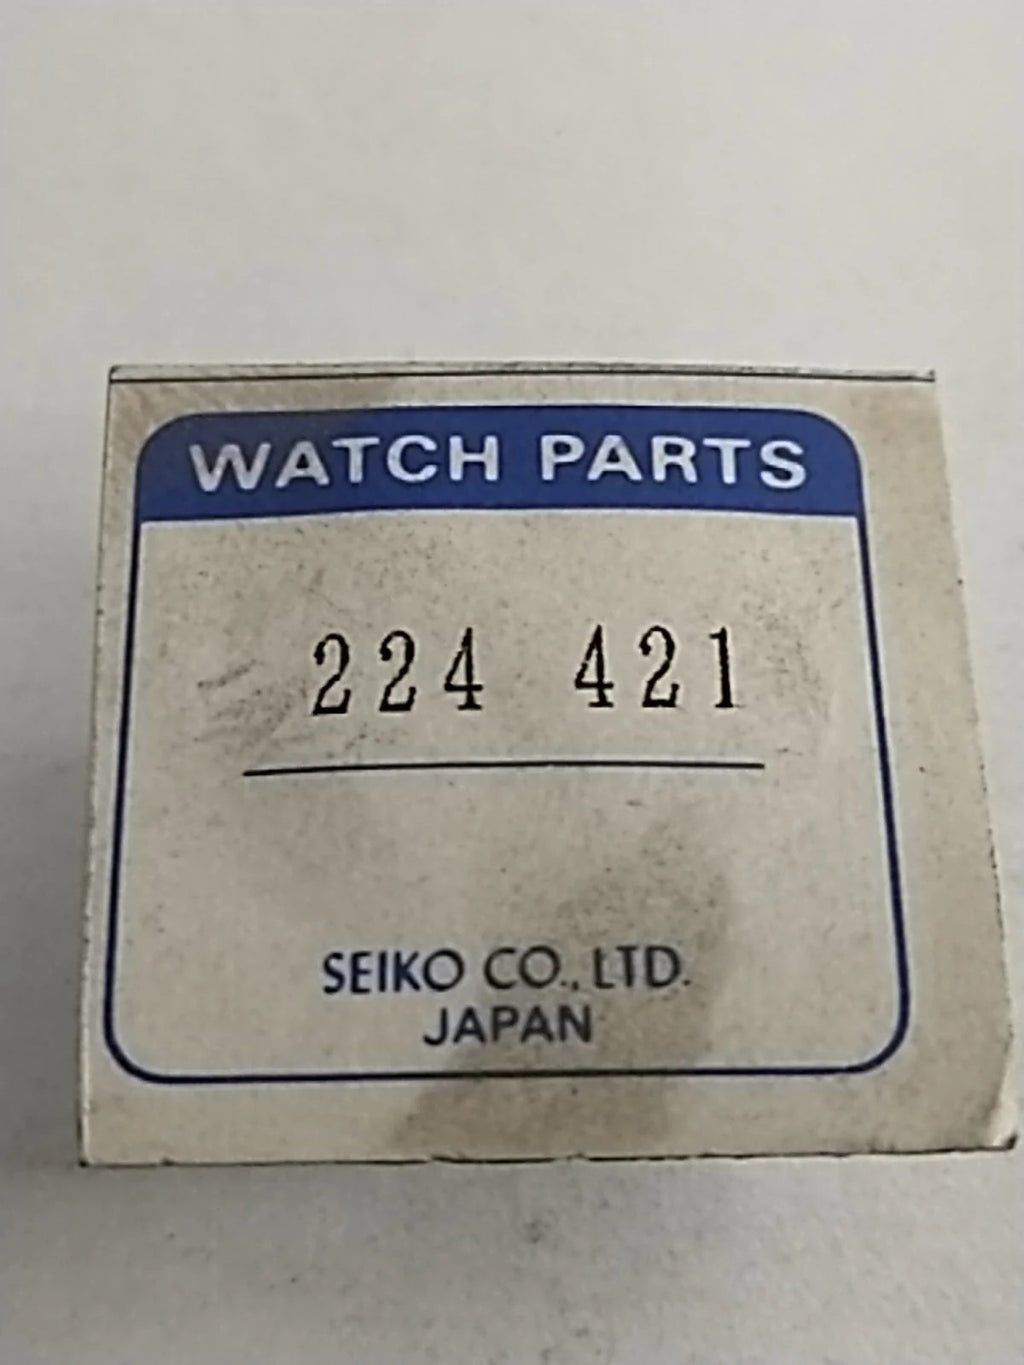 WATCH PARTS
224 421
SEIKO CO., LTD.
JAPAN